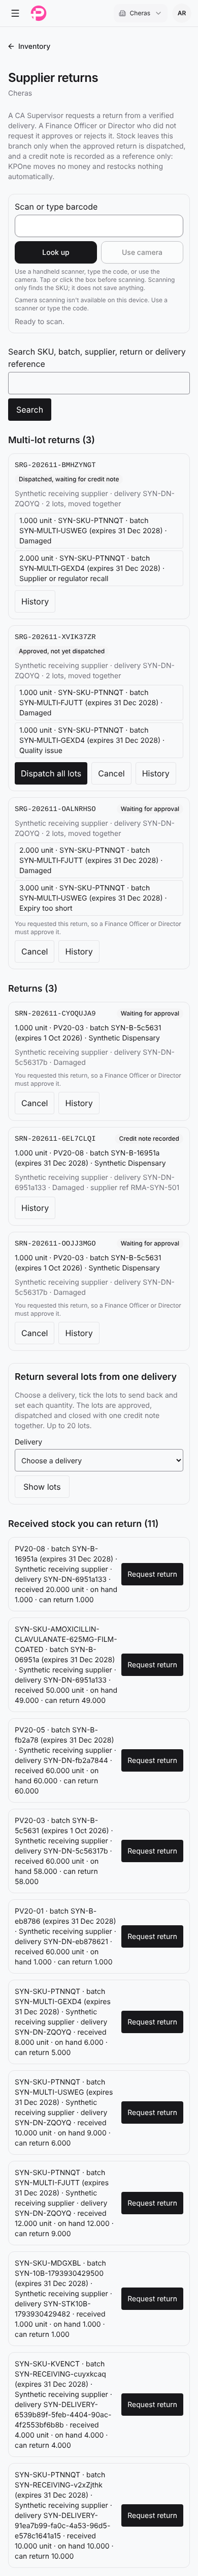 Cheras
AR
Inventory
Supplier returns
Cheras
A CA Supervisor requests a return from a verified
delivery. A Finance Officer or Director who did not
request it approves or rejects it. Stock leaves this
branch only when the approved return is dispatched,
and a credit note is recorded as a reference only:
KPOne moves no money and restocks nothing
automatically.
Scan or type barcode
Look up
Use camera
Use a handheld scanner, type the code, or use the
camera. Tap or click the box before scanning. Scanning
only finds the SKU; it does not save anything.
Camera scanning isn't available on this device. Use a
scanner or type the code.
Ready to scan.
Search SKU, batch, supplier, return or delivery
reference
Search
Multi-lot returns (3)
SRG-202611-BMHZYNGT
Dispatched, waiting for credit note
Synthetic receiving supplier · delivery SYN-DN-
ZQOYQ · 2 lots, moved together
1.000 unit · SYN-SKU-PTNNQT · batch
SYN-MULTI-USWEG (expires 31 Dec 2028) ·
Damaged
2.000 unit · SYN-SKU-PTNNQT · batch
SYN-MULTI-GEXD4 (expires 31 Dec 2028) ·
Supplier or regulator recall
History
SRG-202611-XVIK37ZR
Approved, not yet dispatched
Synthetic receiving supplier · delivery SYN-DN-
ZQOYQ · 2 lots, moved together
1.000 unit · SYN-SKU-PTNNQT · batch
SYN-MULTI-FJUTT (expires 31 Dec 2028) ·
Damaged
1.000 unit · SYN-SKU-PTNNQT · batch
SYN-MULTI-GEXD4 (expires 31 Dec 2028) ·
Quality issue
Dispatch all lots
Cancel
History
SRG-202611-OALNRHSO
Waiting for approval
Synthetic receiving supplier · delivery SYN-DN-
ZQOYQ · 2 lots, moved together
2.000 unit · SYN-SKU-PTNNQT · batch
SYN-MULTI-FJUTT (expires 31 Dec 2028) ·
Damaged
3.000 unit · SYN-SKU-PTNNQT · batch
SYN-MULTI-USWEG (expires 31 Dec 2028) ·
Expiry too short
You requested this return, so a Finance Officer or Director
must approve it.
Cancel
History
Returns (3)
SRN-202611-CYOQUJA9
Waiting for approval
1.000 unit · PV20-03 · batch SYN-B-5c5631
(expires 1 Oct 2026) · Synthetic Dispensary
Synthetic receiving supplier · delivery SYN-DN-
5c56317b · Damaged
You requested this return, so a Finance Officer or Director
must approve it.
Cancel
History
SRN-202611-6EL7CLQI
Credit note recorded
1.000 unit · PV20-08 · batch SYN-B-16951a
(expires 31 Dec 2028) · Synthetic Dispensary
Synthetic receiving supplier · delivery SYN-DN-
6951a133 · Damaged · supplier ref RMA-SYN-501
History
SRN-202611-OOJJ3MGO
Waiting for approval
1.000 unit · PV20-03 · batch SYN-B-5c5631
(expires 1 Oct 2026) · Synthetic Dispensary
Synthetic receiving supplier · delivery SYN-DN-
5c56317b · Damaged
You requested this return, so a Finance Officer or Director
must approve it.
Cancel
History
Return several lots from one delivery
Choose a delivery, tick the lots to send back and
set each quantity. The lots are approved,
dispatched and closed with one credit note
together. Up to 20 lots.
Delivery
Choose a delivery
Show lots
Received stock you can return (11)
PV20-08 · batch SYN-B-
16951a (expires 31 Dec 2028) ·
Synthetic receiving supplier ·
delivery SYN-DN-6951a133 ·
received 20.000 unit · on hand
1.000 · can return 1.000
Request return
SYN-SKU-AMOXICILLIN-
CLAVULANATE-625MG-FILM-
COATED · batch SYN-B-
06951a (expires 31 Dec 2028)
· Synthetic receiving supplier ·
delivery SYN-DN-6951a133 ·
received 50.000 unit · on hand
49.000 · can return 49.000
Request return
PV20-05 · batch SYN-B-
fb2a78 (expires 31 Dec 2028)
· Synthetic receiving supplier ·
delivery SYN-DN-fb2a7844 ·
received 60.000 unit · on
hand 60.000 · can return
60.000
Request return
PV20-03 · batch SYN-B-
5c5631 (expires 1 Oct 2026) ·
Synthetic receiving supplier ·
delivery SYN-DN-5c56317b ·
received 60.000 unit · on
hand 58.000 · can return
58.000
Request return
PV20-01 · batch SYN-B-
eb8786 (expires 31 Dec 2028)
· Synthetic receiving supplier ·
delivery SYN-DN-eb878621 ·
received 60.000 unit · on
hand 1.000 · can return 1.000
Request return
SYN-SKU-PTNNQT · batch
SYN-MULTI-GEXD4 (expires
31 Dec 2028) · Synthetic
receiving supplier · delivery
SYN-DN-ZQOYQ · received
8.000 unit · on hand 6.000 ·
can return 5.000
Request return
SYN-SKU-PTNNQT · batch
SYN-MULTI-USWEG (expires
31 Dec 2028) · Synthetic
receiving supplier · delivery
SYN-DN-ZQOYQ · received
10.000 unit · on hand 9.000 ·
can return 6.000
Request return
SYN-SKU-PTNNQT · batch
SYN-MULTI-FJUTT (expires
31 Dec 2028) · Synthetic
receiving supplier · delivery
SYN-DN-ZQOYQ · received
12.000 unit · on hand 12.000 ·
can return 9.000
Request return
SYN-SKU-MDGXBL · batch
SYN-10B-1793930429500
(expires 31 Dec 2028) ·
Synthetic receiving supplier ·
delivery SYN-STK10B-
1793930429482 · received
1.000 unit · on hand 1.000 ·
can return 1.000
Request return
SYN-SKU-KVENCT · batch
SYN-RECEIVING-cuyxkcaq
(expires 31 Dec 2028) ·
Synthetic receiving supplier ·
delivery SYN-DELIVERY-
6539b89f-5feb-4404-90ac-
4f2553bf6b8b · received
4.000 unit · on hand 4.000 ·
can return 4.000
Request return
SYN-SKU-PTNNQT · batch
SYN-RECEIVING-v2xZjthk
(expires 31 Dec 2028) ·
Synthetic receiving supplier ·
delivery SYN-DELIVERY-
91ea7b99-fa0c-4a53-96d5-
e578c1641a15 · received
10.000 unit · on hand 10.000 ·
can return 10.000
Request return